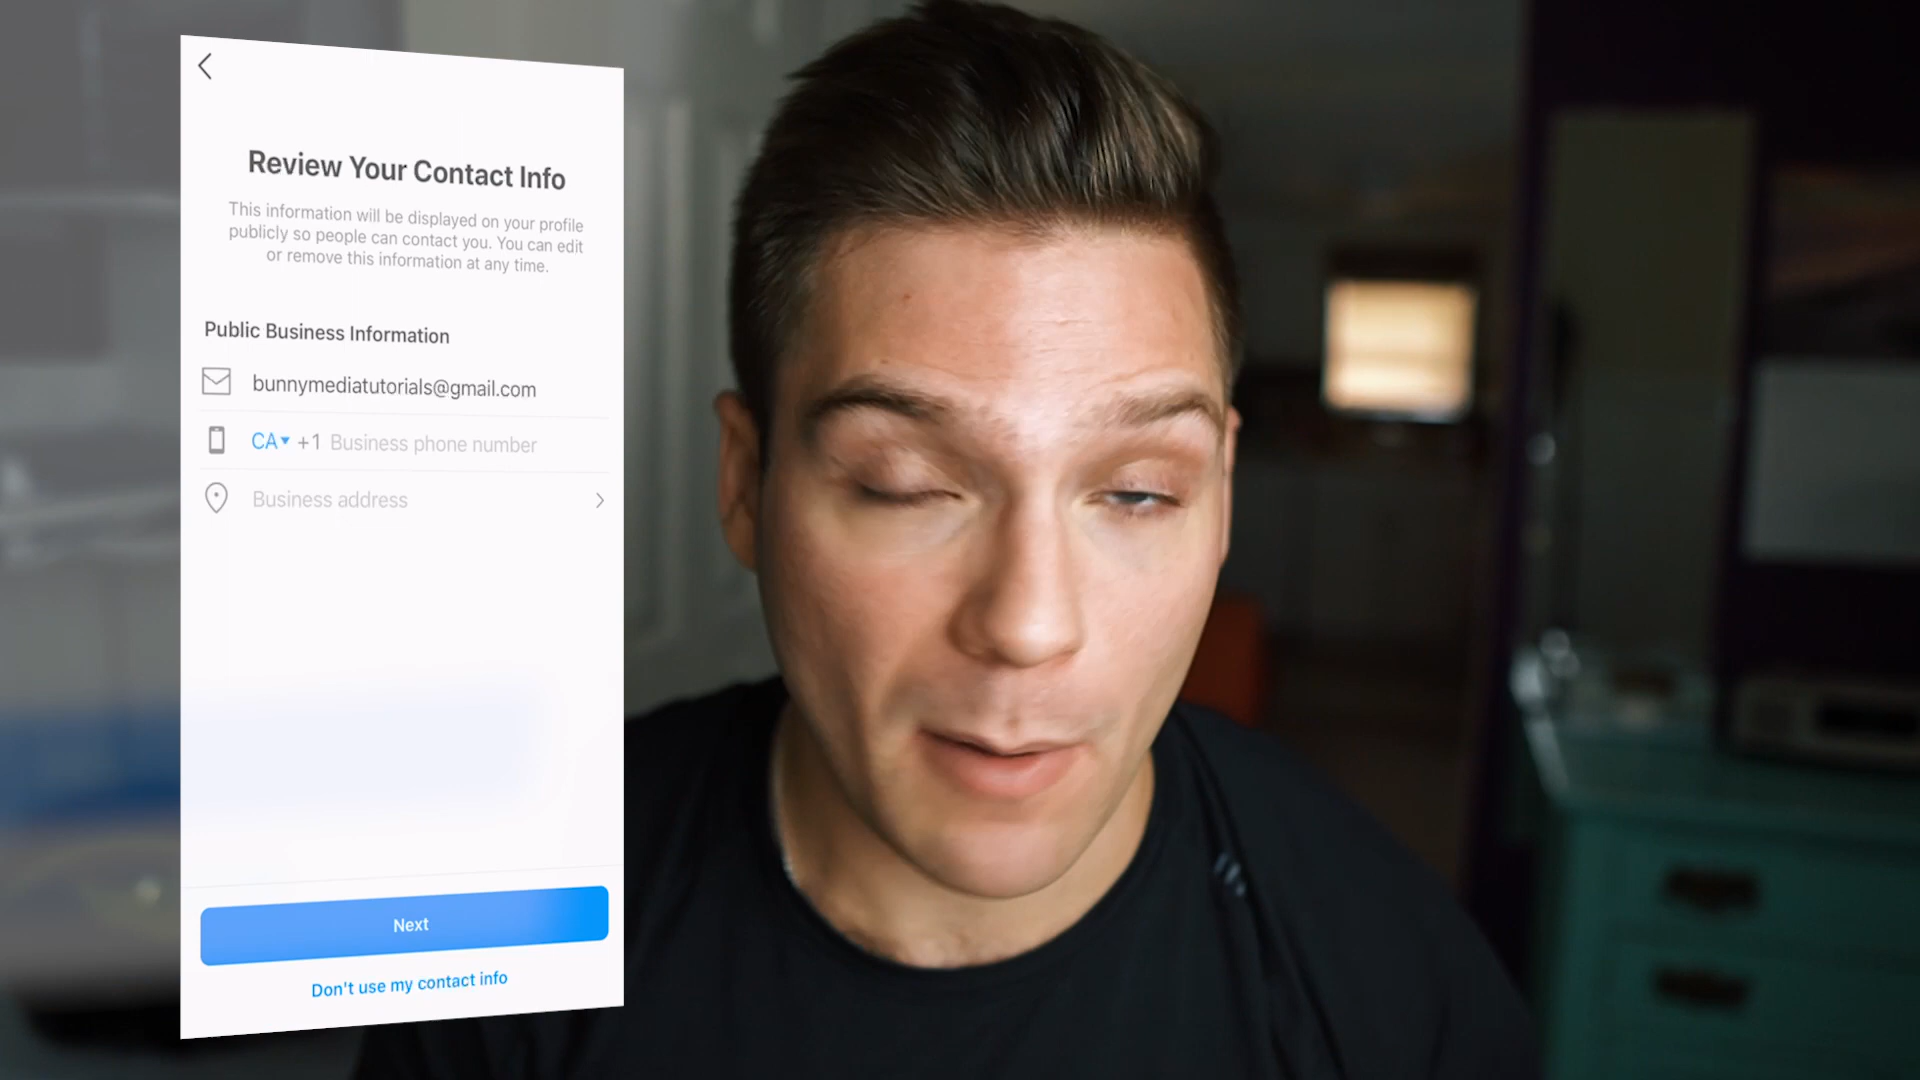 Review Your Contact Info
This information will be displayed on your profile
publicly so people can contact you. You can edit
or remove this information at any time.
Public Business Information
bunnymediatutorials@gmail.com
CA +1 Business phone number
Business address
Next
Don't use my contact info